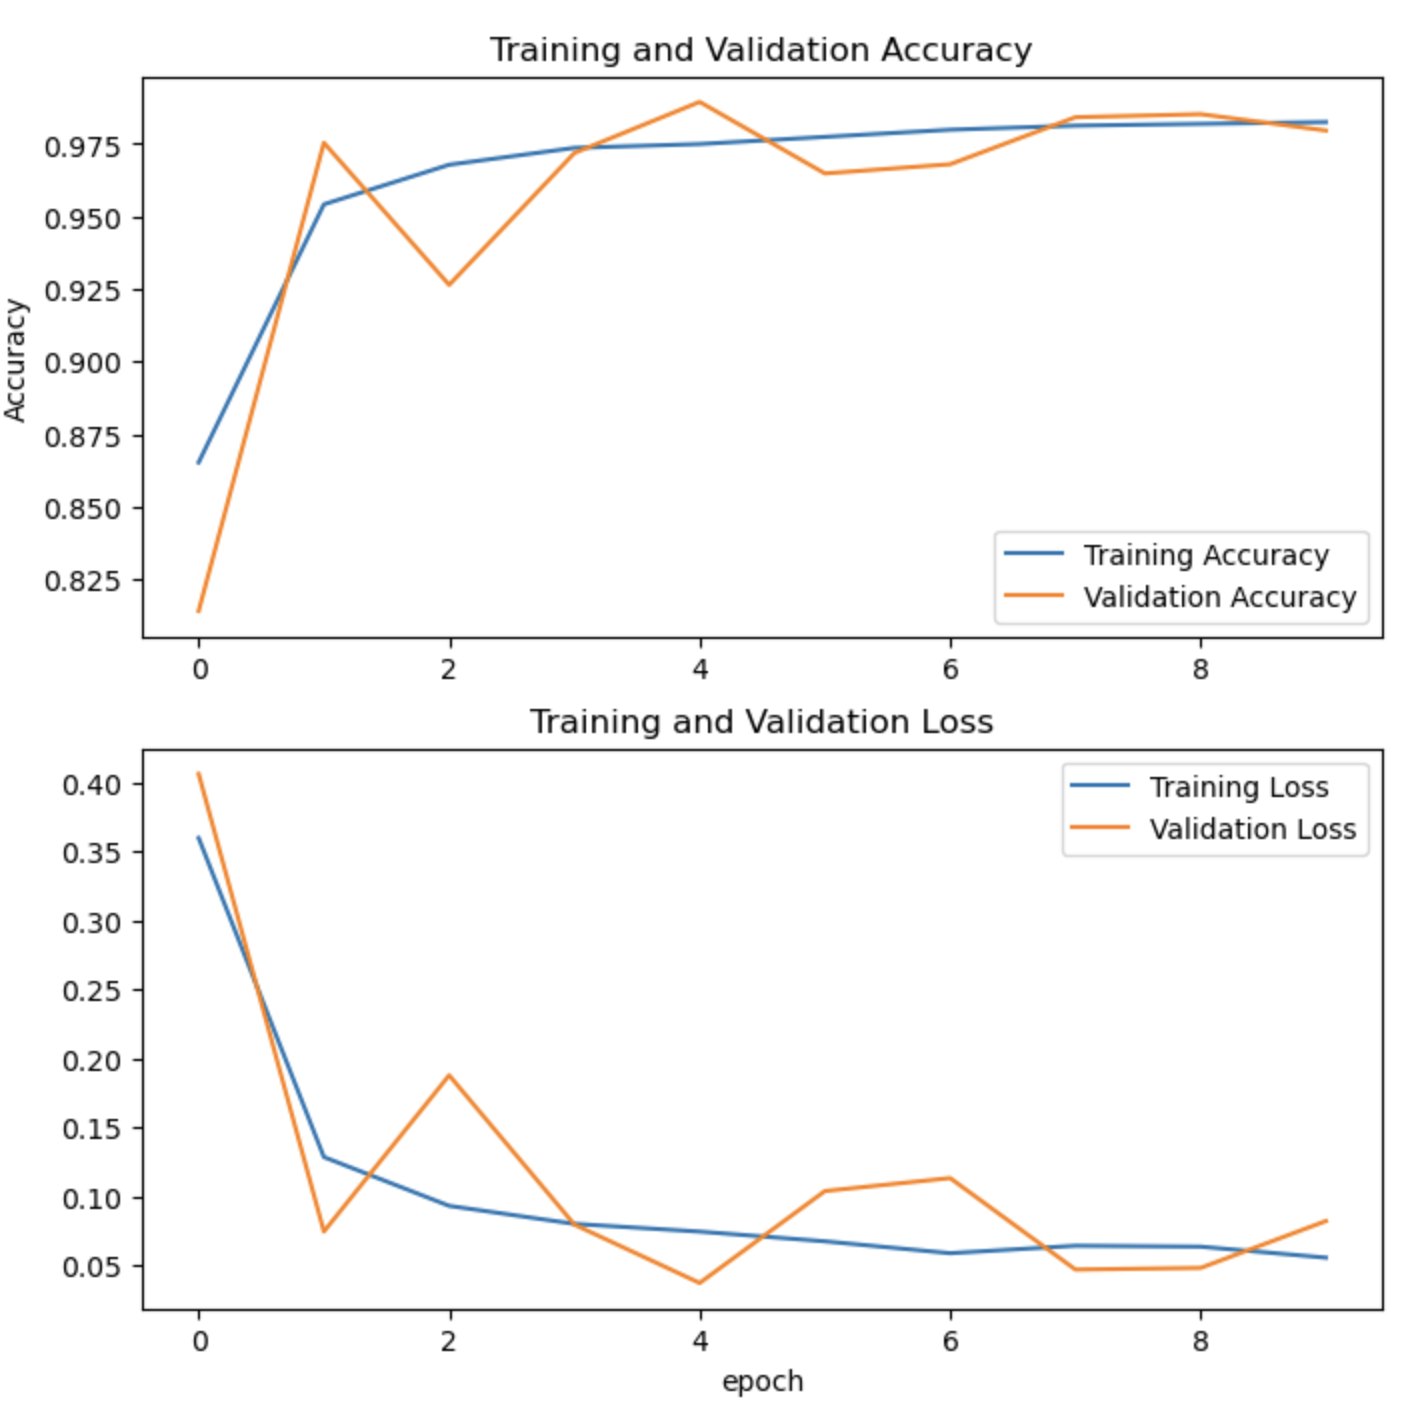 Training and Validation Accuracy
Accuracy
0.975
0.950
0.925
0.900
0.875
0.850
0.825
Training Accuracy
Validation Accuracy
0 2 4 6 8
Training and Validation Loss
0.40
0.35
0.30
0.25
0.20
0.15
0.10
0.05
Training Loss
Validation Loss
0 2 4 6 8
epoch